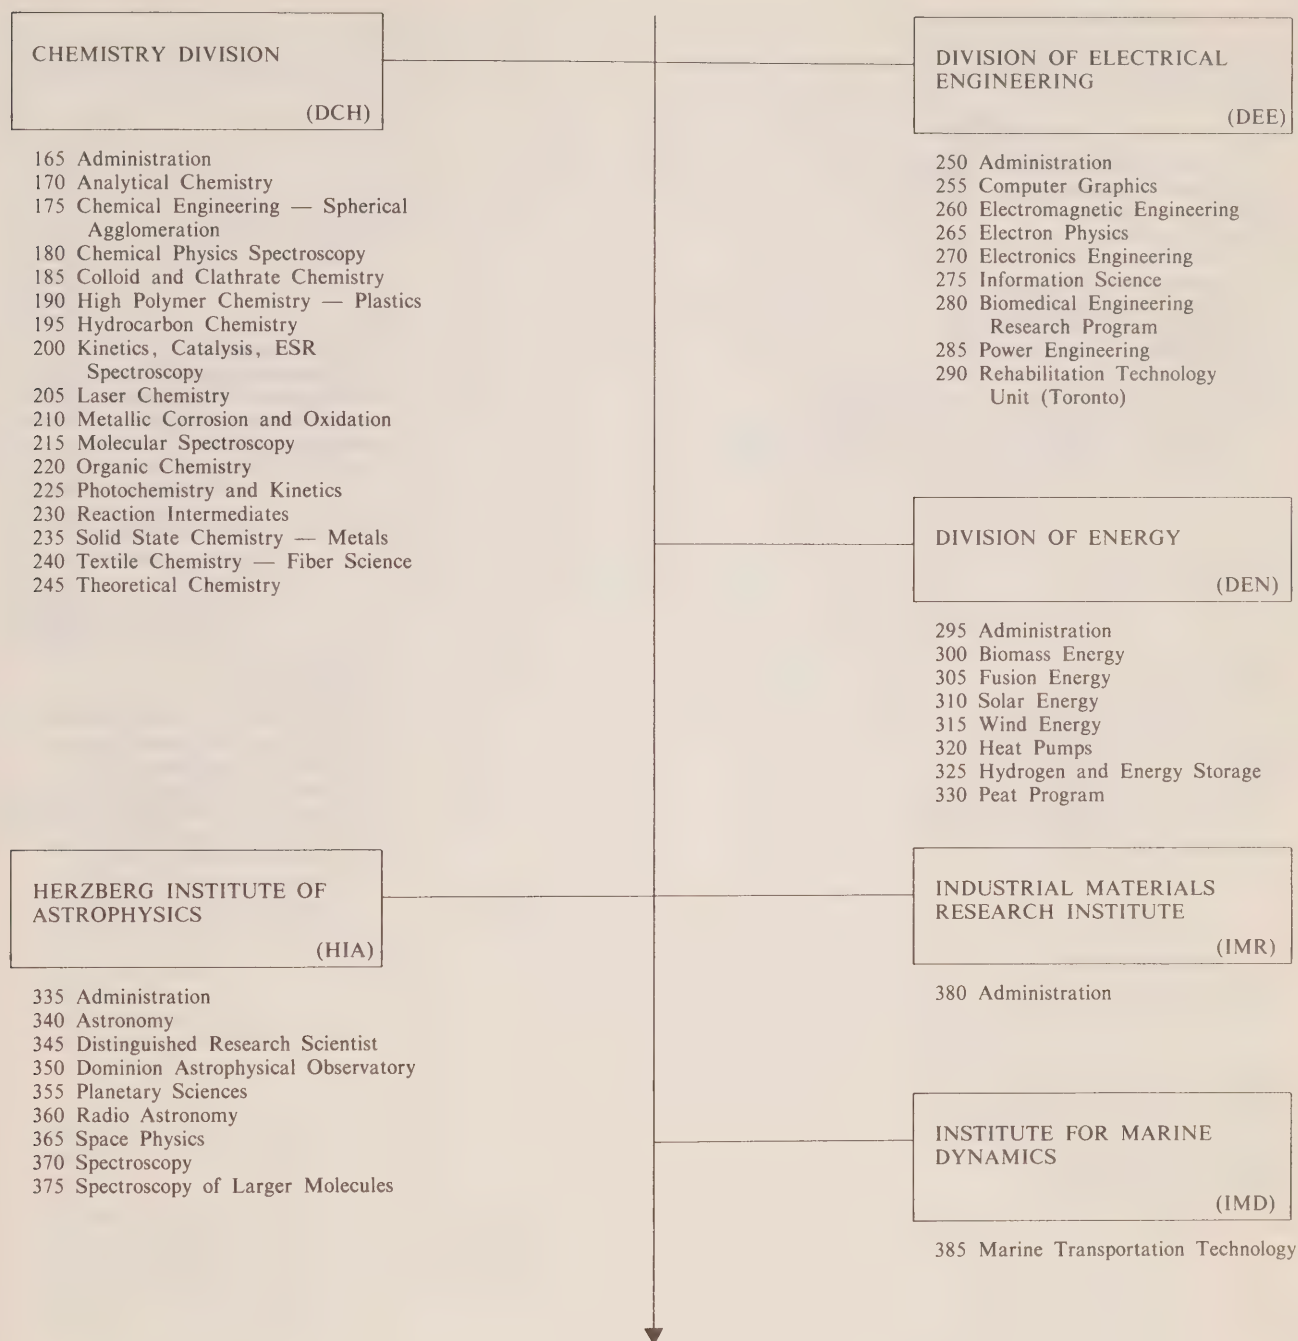 CHEMISTRY DIVISION
(DCH)
165 Administration
170 Analytical Chemistry
175 Chemical Engineering — Spherical
Agglomeration
180 Chemical Physics Spectroscopy
185 Colloid and Clathrate Chemistry
190 High Polymer Chemistry — Plastics
195 Hydrocarbon Chemistry
200 Kinetics, Catalysis, ESR
Spectroscopy
205 Laser Chemistry
210 Metallic Corrosion and Oxidation
215 Molecular Spectroscopy
220 Organic Chemistry
225 Photochemistry and Kinetics
230 Reaction Intermediates
235 Solid State Chemistry — Metals
240 Textile Chemistry — Fiber Science
245 Theoretical Chemistry
DIVISION OF ELECTRICAL
ENGINEERING
(DEE)
250 Administration
255 Computer Graphics
260 Electromagnetic Engineering
265 Electron Physics
270 Electronics Engineering
275 Information Science
280 Biomedical Engineering
Research Program
285 Power Engineering
290 Rehabilitation Technology
Unit (Toronto)
DIVISION OF ENERGY
(DEN)
295 Administration
300 Biomass Energy
305 Fusion Energy
310 Solar Energy
315 Wind Energy
320 Heat Pumps
325 Hydrogen and Energy Storage
330 Peat Program
HERZBERG INSTITUTE OF
ASTROPHYSICS
(HIA)
335 Administration
340 Astronomy
345 Distinguished Research Scientist
350 Dominion Astrophysical Observatory
355 Planetary Sciences
360 Radio Astronomy
365 Space Physics
370 Spectroscopy
375 Spectroscopy of Larger Molecules
INDUSTRIAL MATERIALS
RESEARCH INSTITUTE
(IMR)
380 Administration
INSTITUTE FOR MARINE
DYNAMICS
(IMD)
385 Marine Transportation Technology